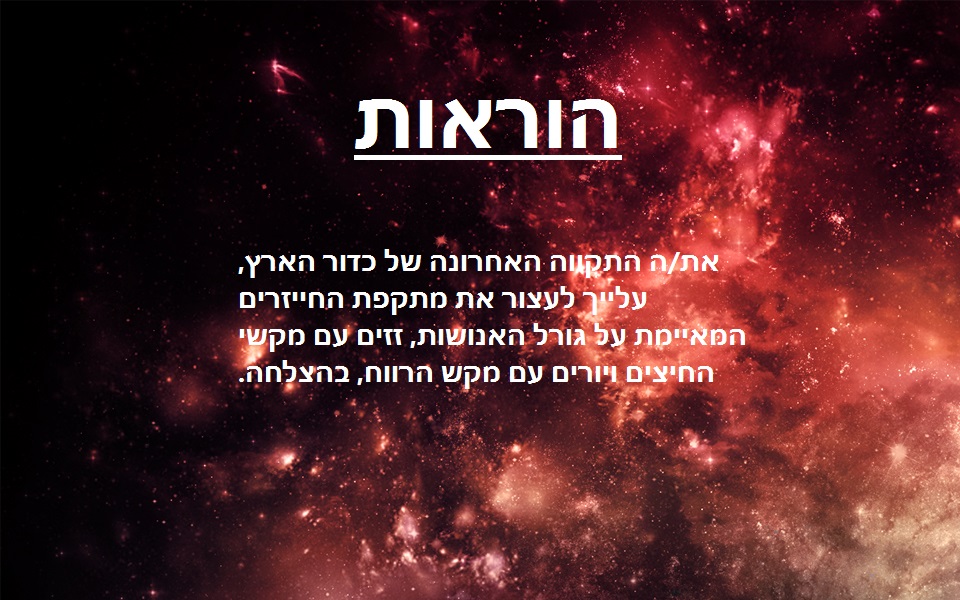 הוראות
את/ה התקווה האחרונה של כדור הארץ,
עלייך לעצור את מתקפת החייזרים
המאיימת על גורל האנושות, זזים עם מקשי
החיצים ויורים עם מקש הרווח, בהצלחה.